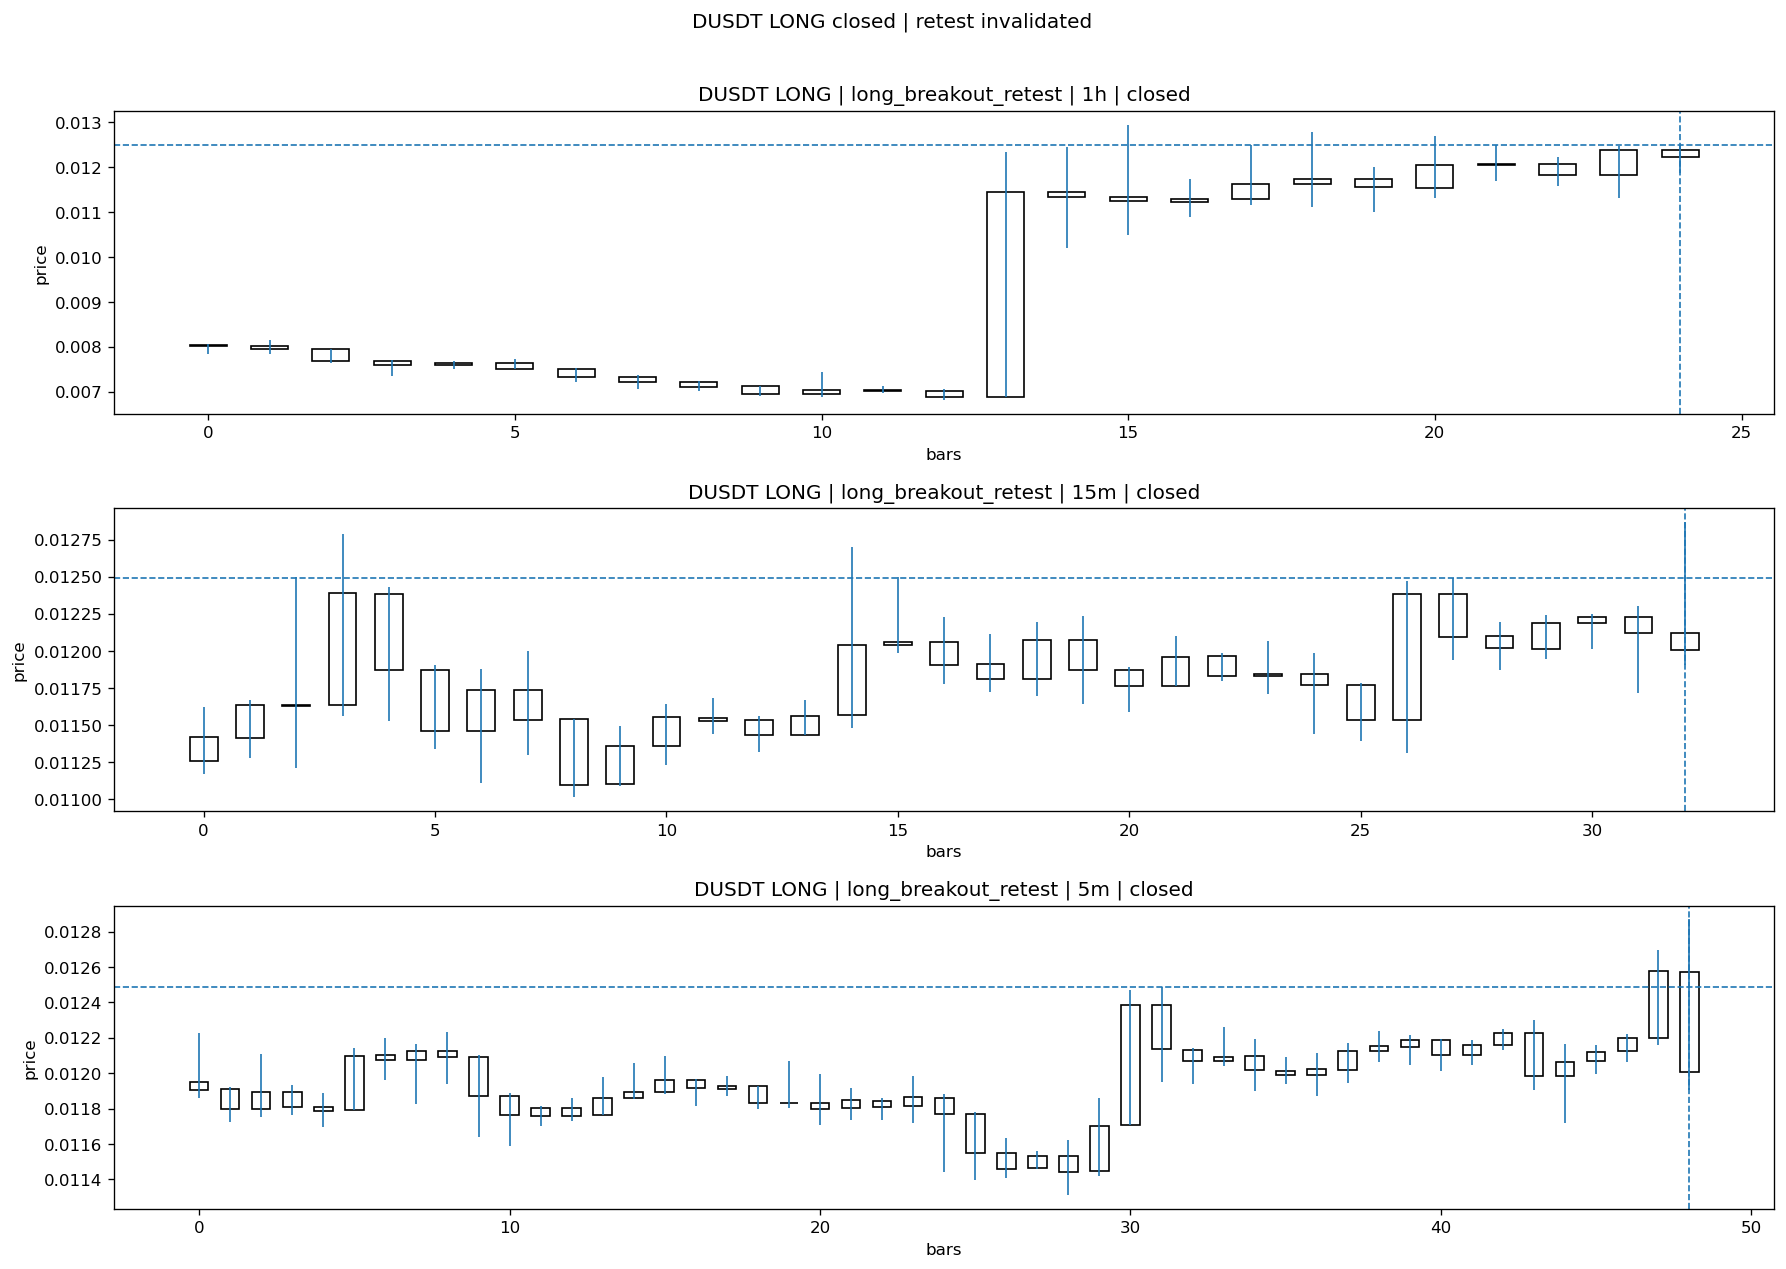 DUSDT LONG closed | retest invalidated
DUSDT LONG | long_breakout_retest | 1h | closed
0.013
0.012
0.011
0.010
0.009
0.008
0.007
price
0 5 10 15 20 25
bars
DUSDT LONG | long_breakout_retest | 15m | closed
0.01275
0.01250
0.01225
0.01200
0.01175
0.01150
0.01125
0.01100
price
0 5 10 15 20 25 30
bars
DUSDT LONG | long_breakout_retest | 5m | closed
0.0128
0.0126
0.0124
0.0122
0.0120
0.0118
0.0116
0.0114
price
0 10 20 30 40 50
bars